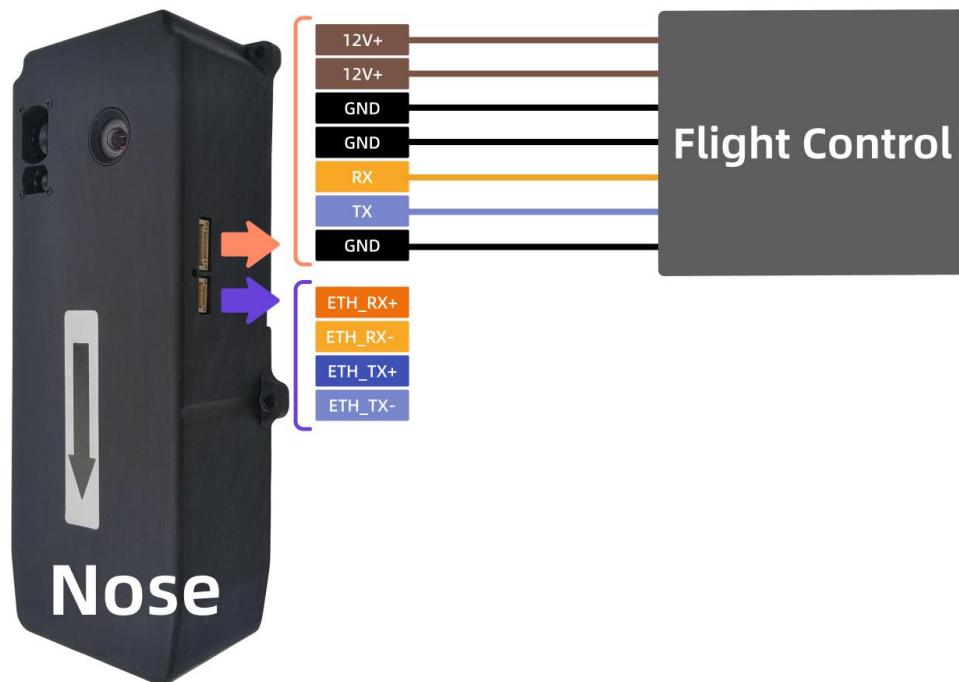 12V+
12V+
GND
GND
RX
TX
GND
Flight Control
ETH_RX+
ETH_RX-
ETH_TX+
ETH_TX-
Nose